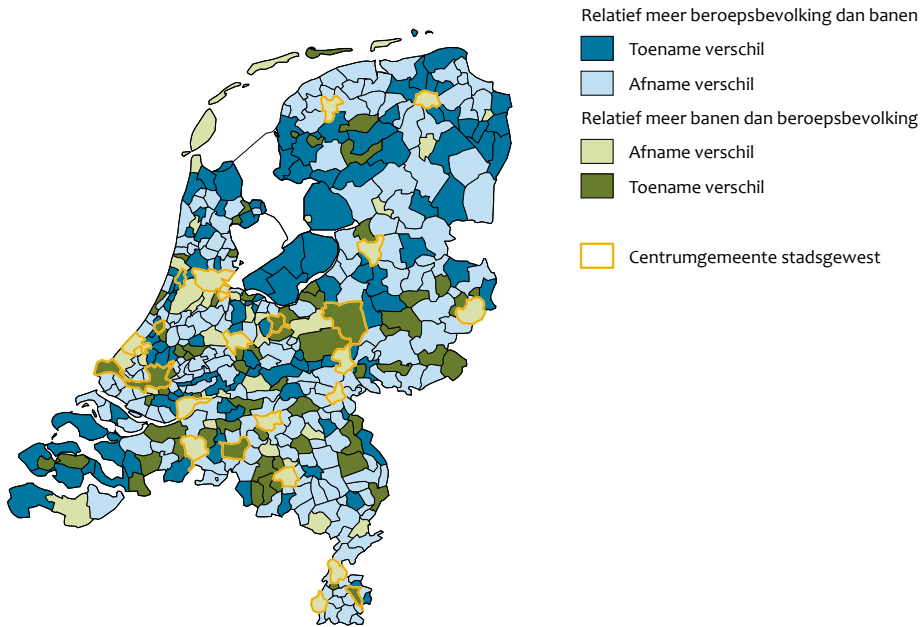 Relatief meer beroepsbevolking dan banen
Toename verschil
Afname verschil
Relatief meer banen dan beroepsbevolking
Afname verschil
Toename verschil
Centrumgemeente stadsgewest